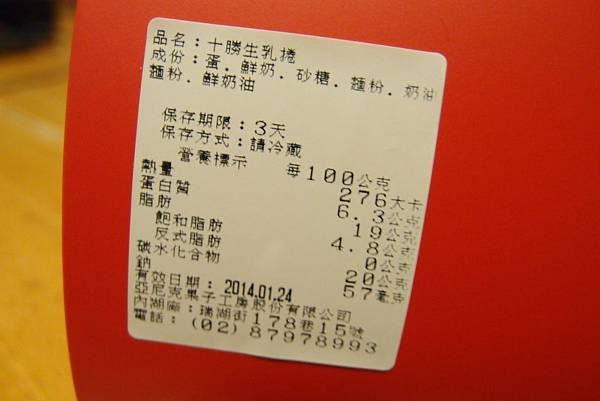 品名：十勝生乳捲
成份：蛋．鮮奶．砂糖．麵粉．奶油
麵粉．鮮奶油
保存期限：3天
保存方式：請冷藏
營養標示 每100公克
熱量 276大卡
蛋白質 6.3公克
脂肪 19公克
飽和脂肪 4.8公克
反式脂肪 0公克
碳水化合物 20公克
鈉 57毫克
有效日期：2014.01.24
亞尼克菓子工房股份有限公司
內湖廠：瑞湖街178巷15號
電話：(02)87978993